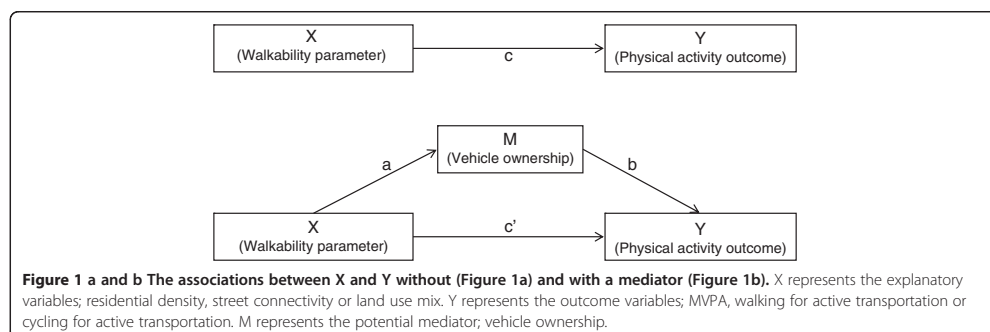 X
(Walkability parameter)
c
Y
(Physical activity outcome)
M
(Vehicle ownership)
a
b
X
(Walkability parameter)
c'
Y
(Physical activity outcome)
Figure 1 a and b The associations between X and Y without (Figure 1a) and with a mediator (Figure 1b). X represents the explanatory
variables; residential density, street connectivity or land use mix. Y represents the outcome variables; MVPA, walking for active transportation or
cycling for active transportation. M represents the potential mediator; vehicle ownership.